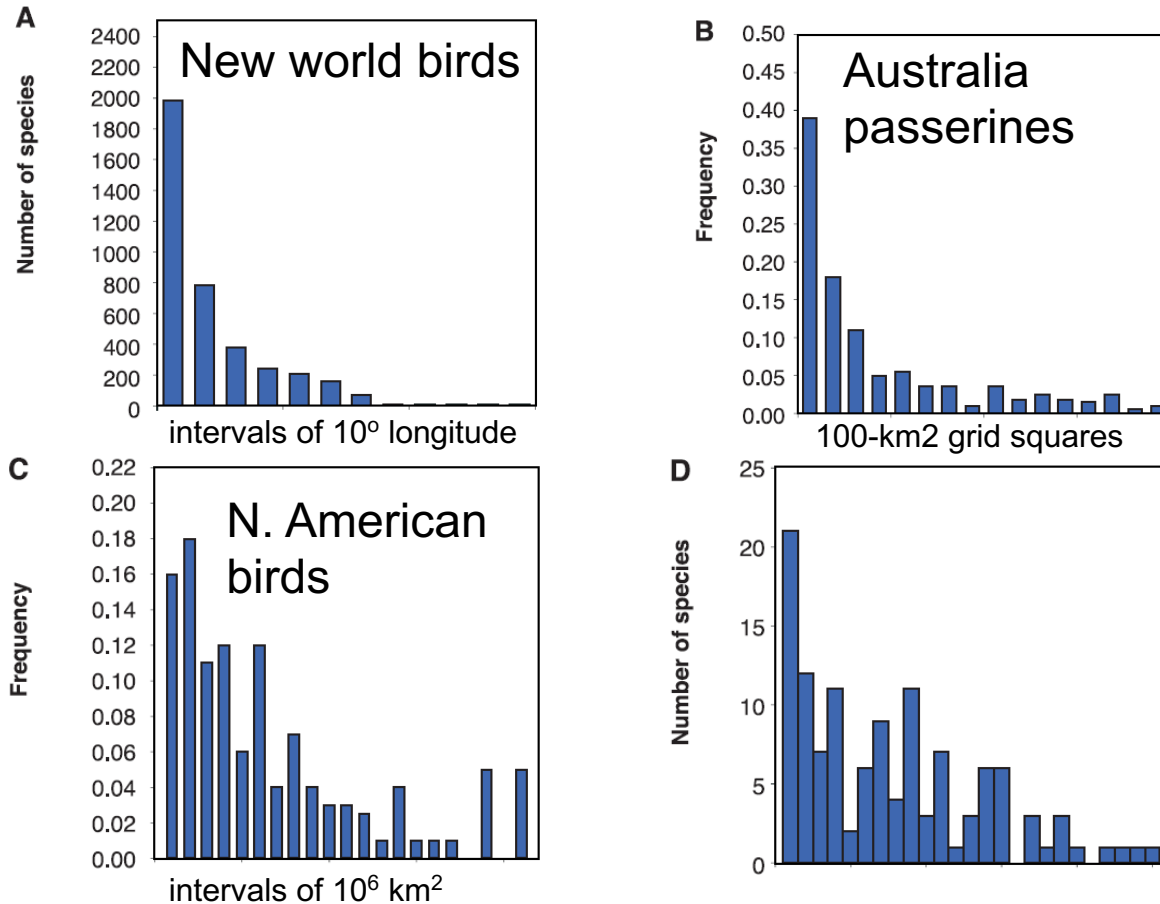 A
New world birds
Number of species
2400
2200
2000
1800
1600
1400
1200
1000
800
600
400
200
0
intervals of 10º longitude
B
Australia
passerines
Frequency
0.50
0.45
0.40
0.35
0.30
0.25
0.20
0.15
0.10
0.05
0.00
100-km2 grid squares
C
N. American
birds
Frequency
0.22
0.20
0.18
0.16
0.14
0.12
0.10
0.08
0.06
0.04
0.02
0.00
intervals of 10⁶ km²
D
Number of species
25
20
15
10
5
0